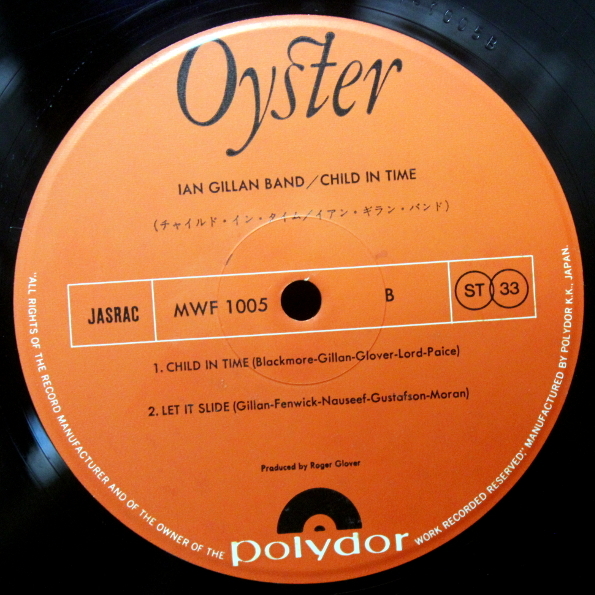 Oyster
IAN GILLAN BAND/CHILD IN TIME
(チャイルド・イン・タイム/イアン・ギラン・バンド)
JASRAC
MWF 1005
B
ST 33
1. CHILD IN TIME (Blackmore-Gillan-Glover-Lord-Paice)
2. LET IT SLIDE (Gillan-Fenwick-Nauseef-Gustafson-Moran)
Produced by Roger Glover
polydor
"ALL RIGHTS OF THE RECORD MANUFACTURER AND OF THE OWNER OF THE WORK RECORDED RESERVED." MANUFACTURED BY POLYDOR K.K., JAPAN.